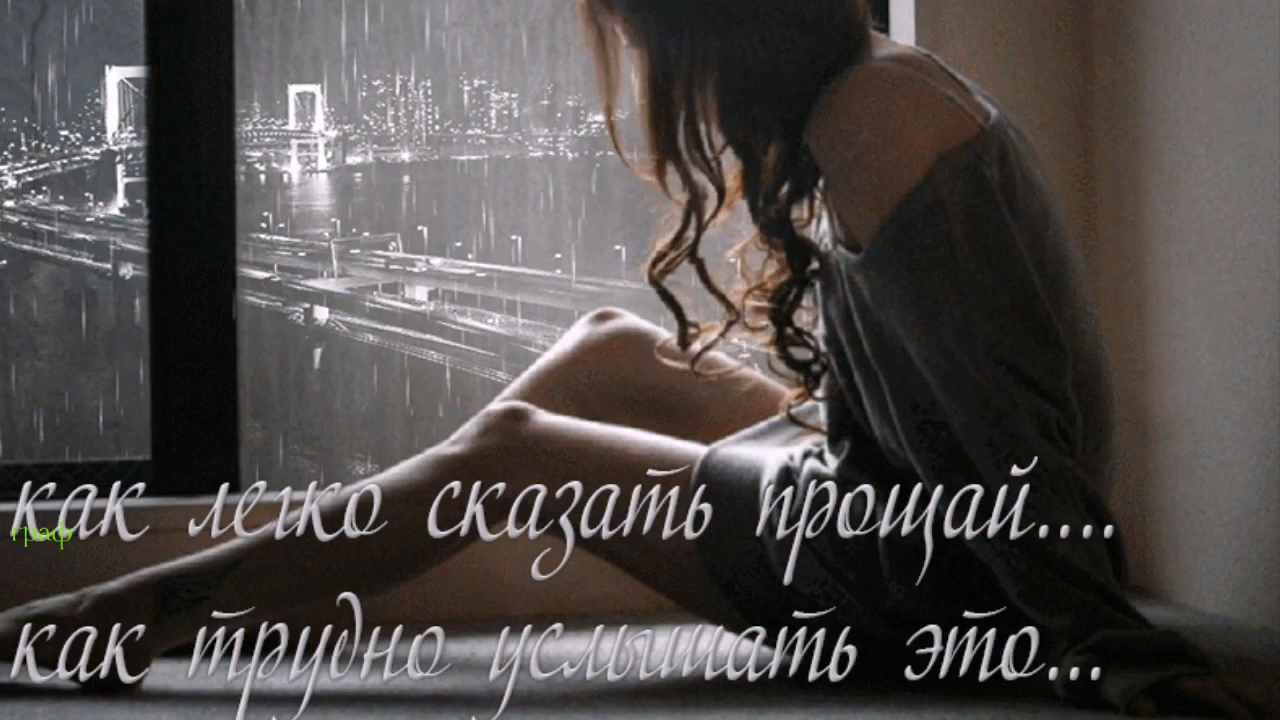 как легко сказать прощай....
граф
как трудно услышать это...